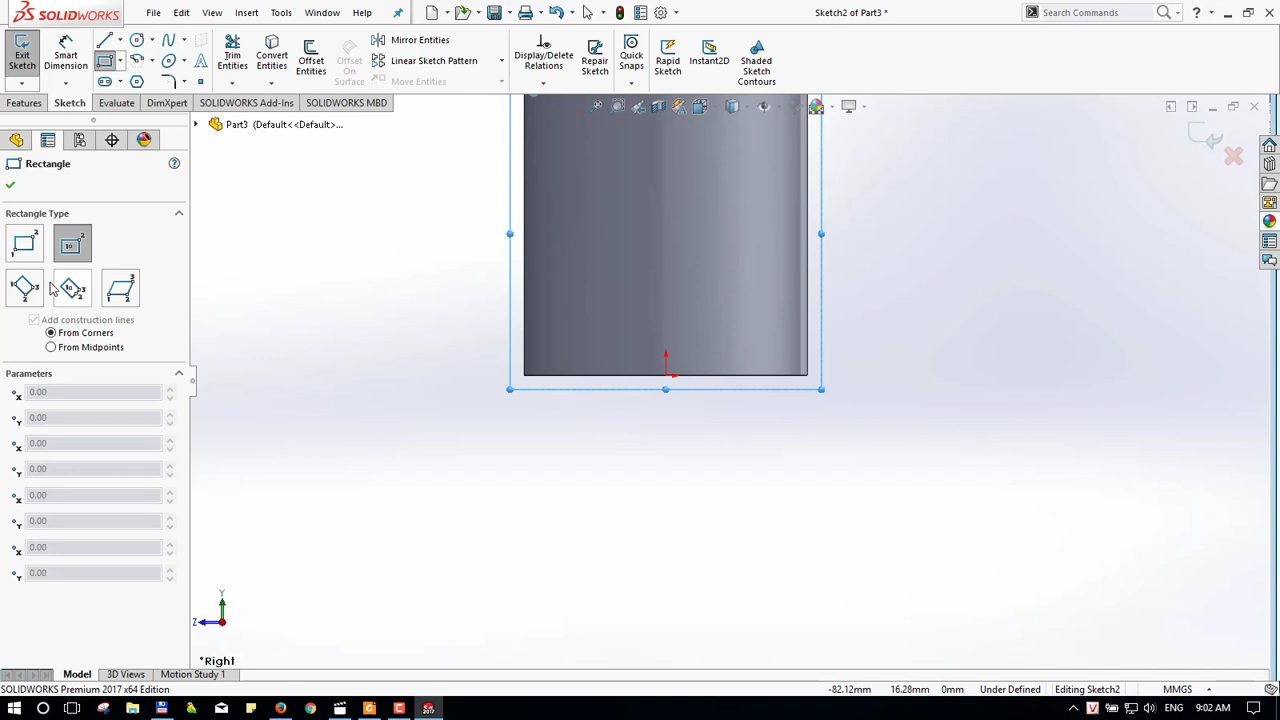 SOLIDWORKS File Edit View Insert Tools Window Help Sketch2 of Part3 * Search Commands
Exit Sketch Smart Dimension Trim Entities Convert Entities Offset Entities Offset On Surface Mirror Entities Linear Sketch Pattern Move Entities Display/Delete Relations Repair Sketch Quick Snaps Rapid Sketch Instant2D Shaded Sketch Contours
Features Sketch Evaluate DimXpert SOLIDWORKS Add-Ins SOLIDWORKS MBD
Part3 (Default<<Default>...
Rectangle
Rectangle Type
Add construction lines
From Corners
From Midpoints
Parameters
0.00
0.00
0.00
0.00
0.00
0.00
0.00
0.00
Y
Z
*Right
Model 3D Views Motion Study 1
SOLIDWORKS Premium 2017 x64 Edition -82.12mm 16.28mm 0mm Under Defined Editing Sketch2 MMGS
ENG 9:02 AM